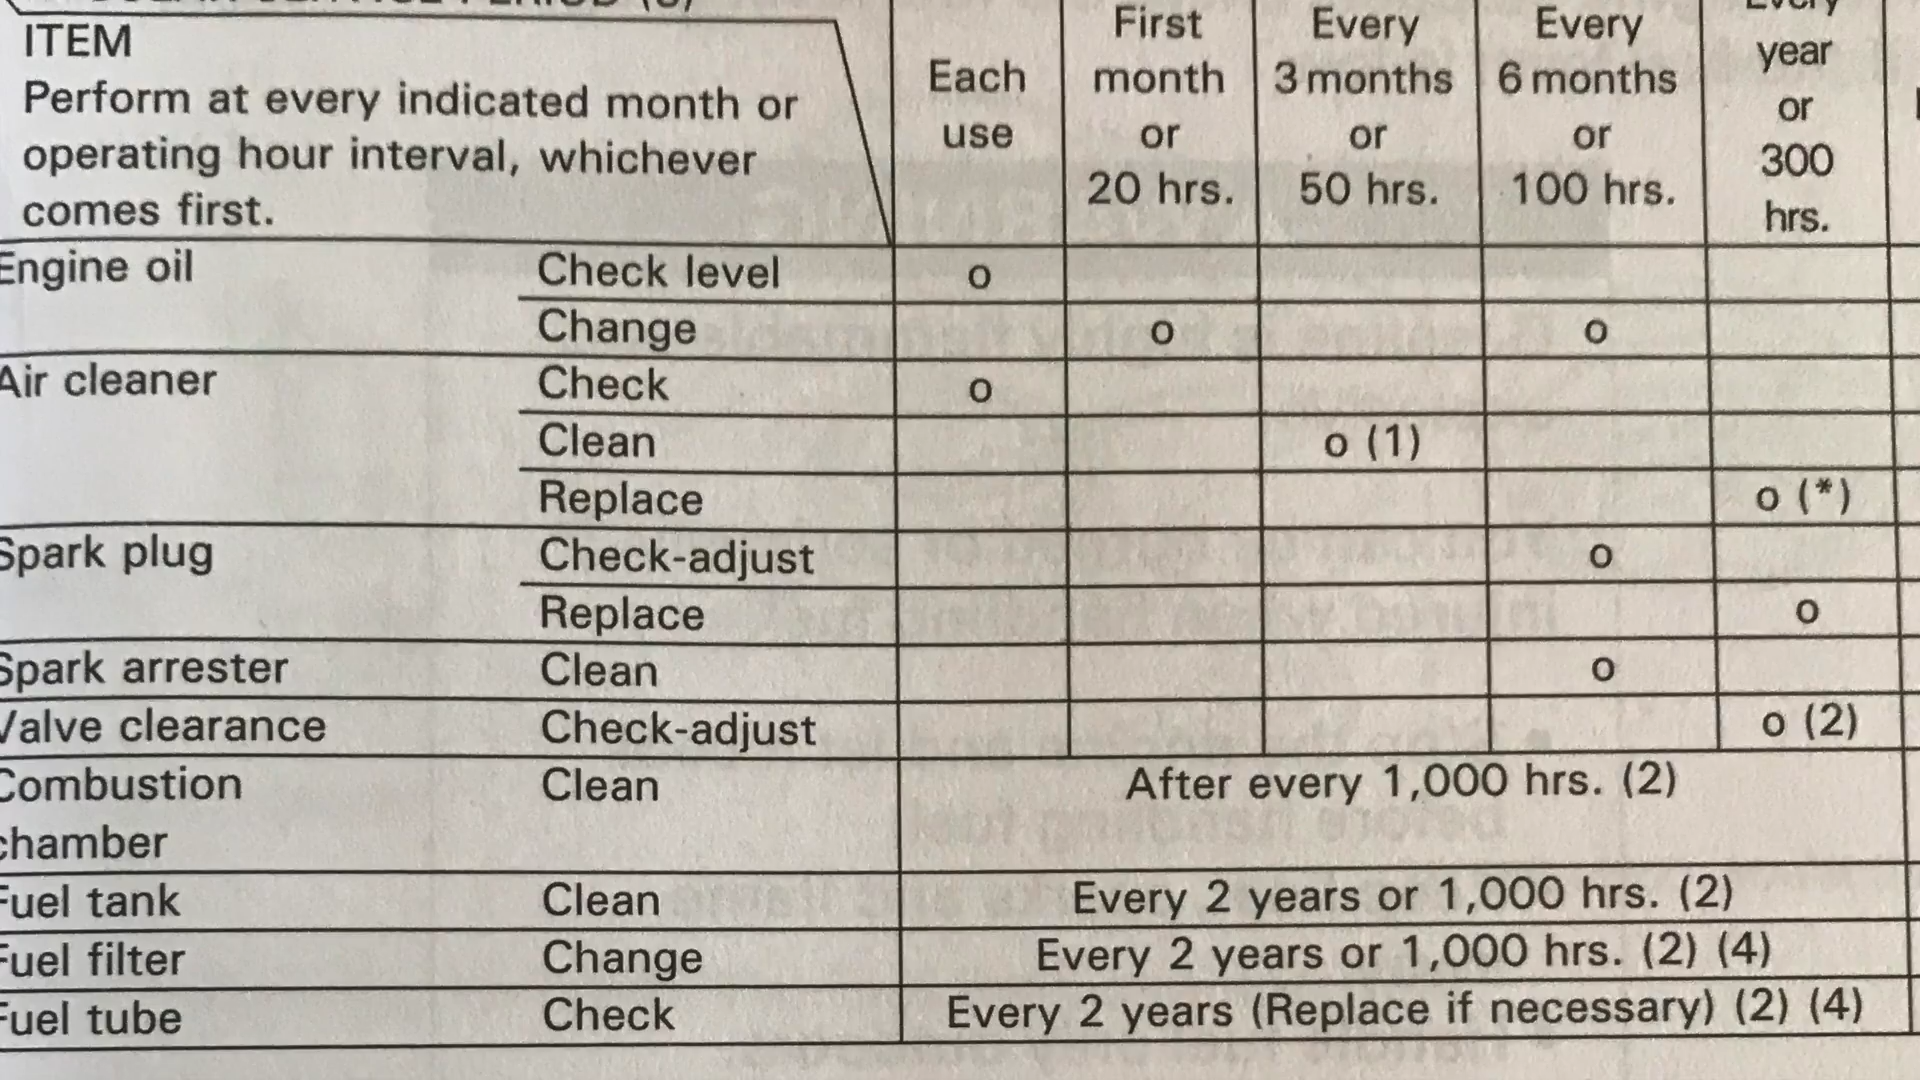 ITEM
Perform at every indicated month or
operating hour interval, whichever
comes first.
Each
use
First
month
or
20 hrs.
Every
3 months
or
50 hrs.
Every
6 months
or
100 hrs.
Every
year
or
300
hrs.
Engine oil Check level o
Change o o
Air cleaner Check o
Clean o (1)
Replace o (*)
Spark plug Check-adjust o
Replace o
Spark arrester Clean o
Valve clearance Check-adjust o (2)
Combustion Clean After every 1,000 hrs. (2)
chamber
Fuel tank Clean Every 2 years or 1,000 hrs. (2)
Fuel filter Change Every 2 years or 1,000 hrs. (2) (4)
Fuel tube Check Every 2 years (Replace if necessary) (2) (4)